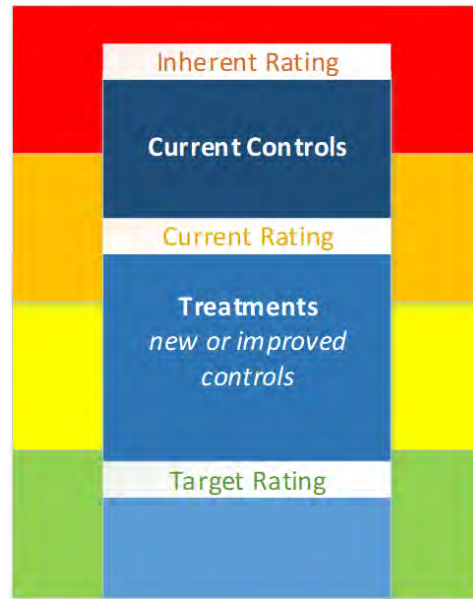 Inherent Rating
Current Controls
Current Rating
Treatments
new or improved
controls
Target Rating